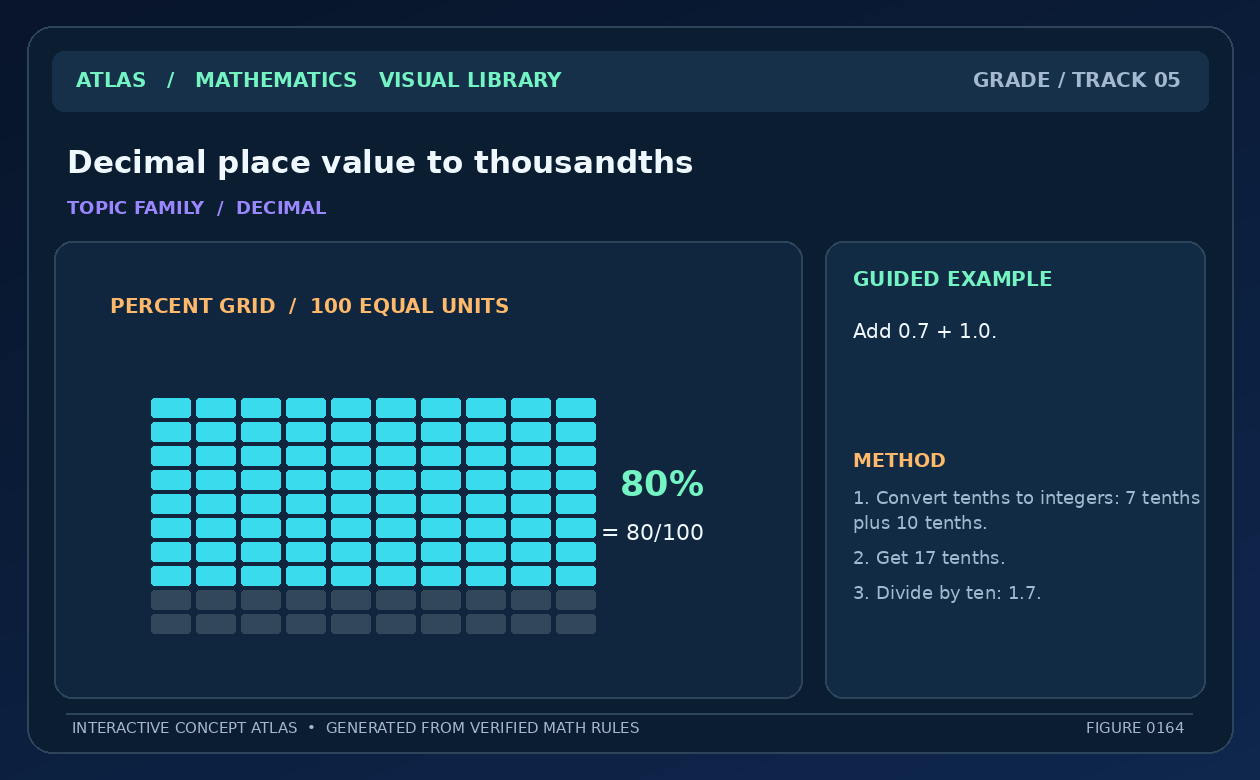 ATLAS / MATHEMATICS VISUAL LIBRARY
GRADE / TRACK 05
Decimal place value to thousandths
TOPIC FAMILY / DECIMAL
PERCENT GRID / 100 EQUAL UNITS
80%
= 80/100
GUIDED EXAMPLE
Add 0.7 + 1.0.
METHOD
1. Convert tenths to integers: 7 tenths
plus 10 tenths.
2. Get 17 tenths.
3. Divide by ten: 1.7.
INTERACTIVE CONCEPT ATLAS • GENERATED FROM VERIFIED MATH RULES
FIGURE 0164